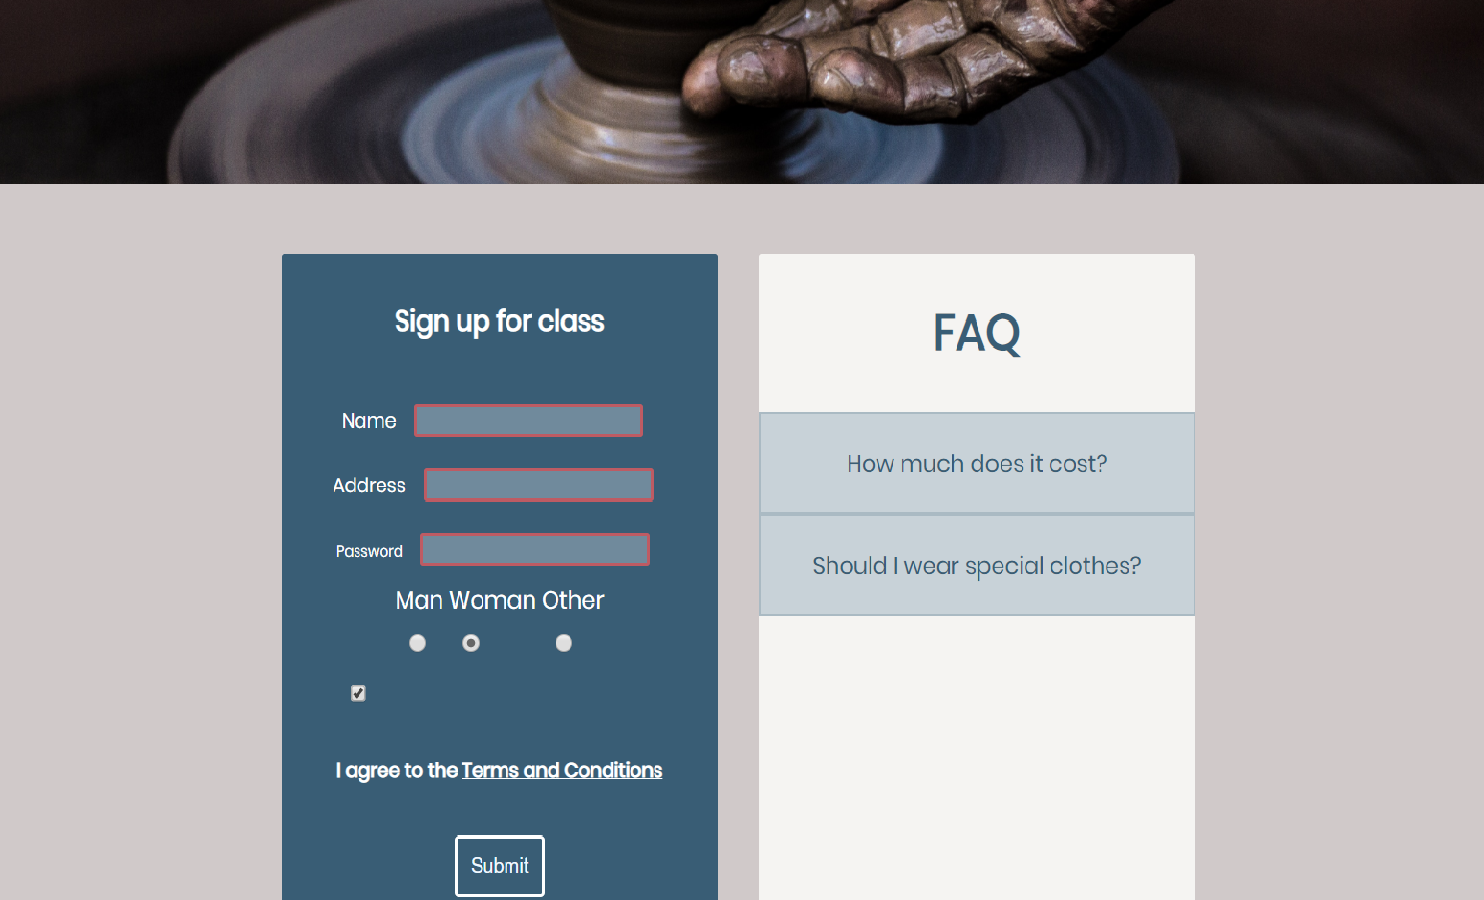 Sign up for class
Name
Address
Password
Man Woman Other
I agree to the Terms and Conditions
Submit
FAQ
How much does it cost?
Should I wear special clothes?